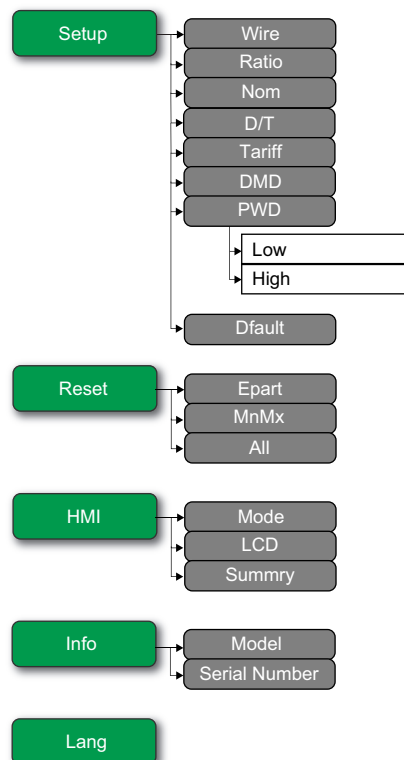 Setup
Wire
Ratio
Nom
D/T
Tariff
DMD
PWD
Low
High
Dfault
Reset
Epart
MnMx
All
HMI
Mode
LCD
Summry
Info
Model
Serial Number
Lang